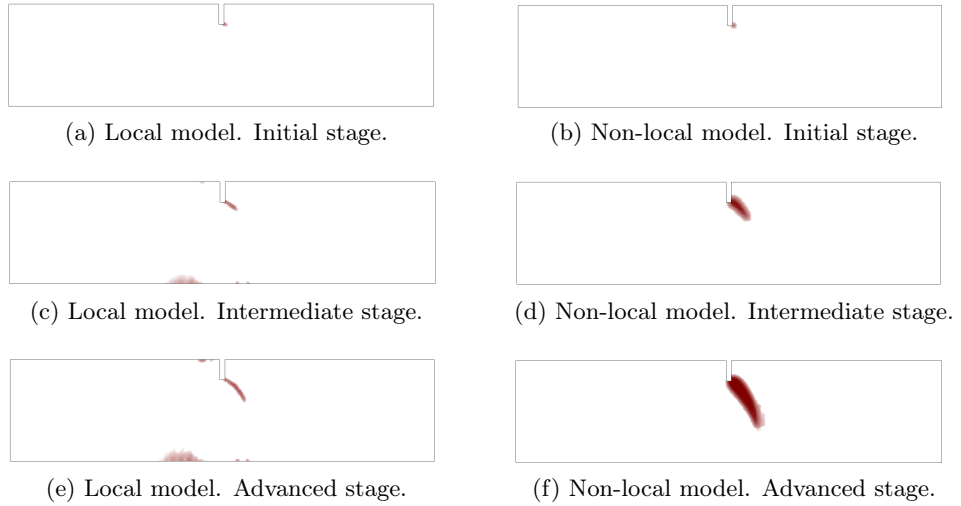 (a) Local model. Initial stage.
(b) Non-local model. Initial stage.
(c) Local model. Intermediate stage.
(d) Non-local model. Intermediate stage.
(e) Local model. Advanced stage.
(f) Non-local model. Advanced stage.